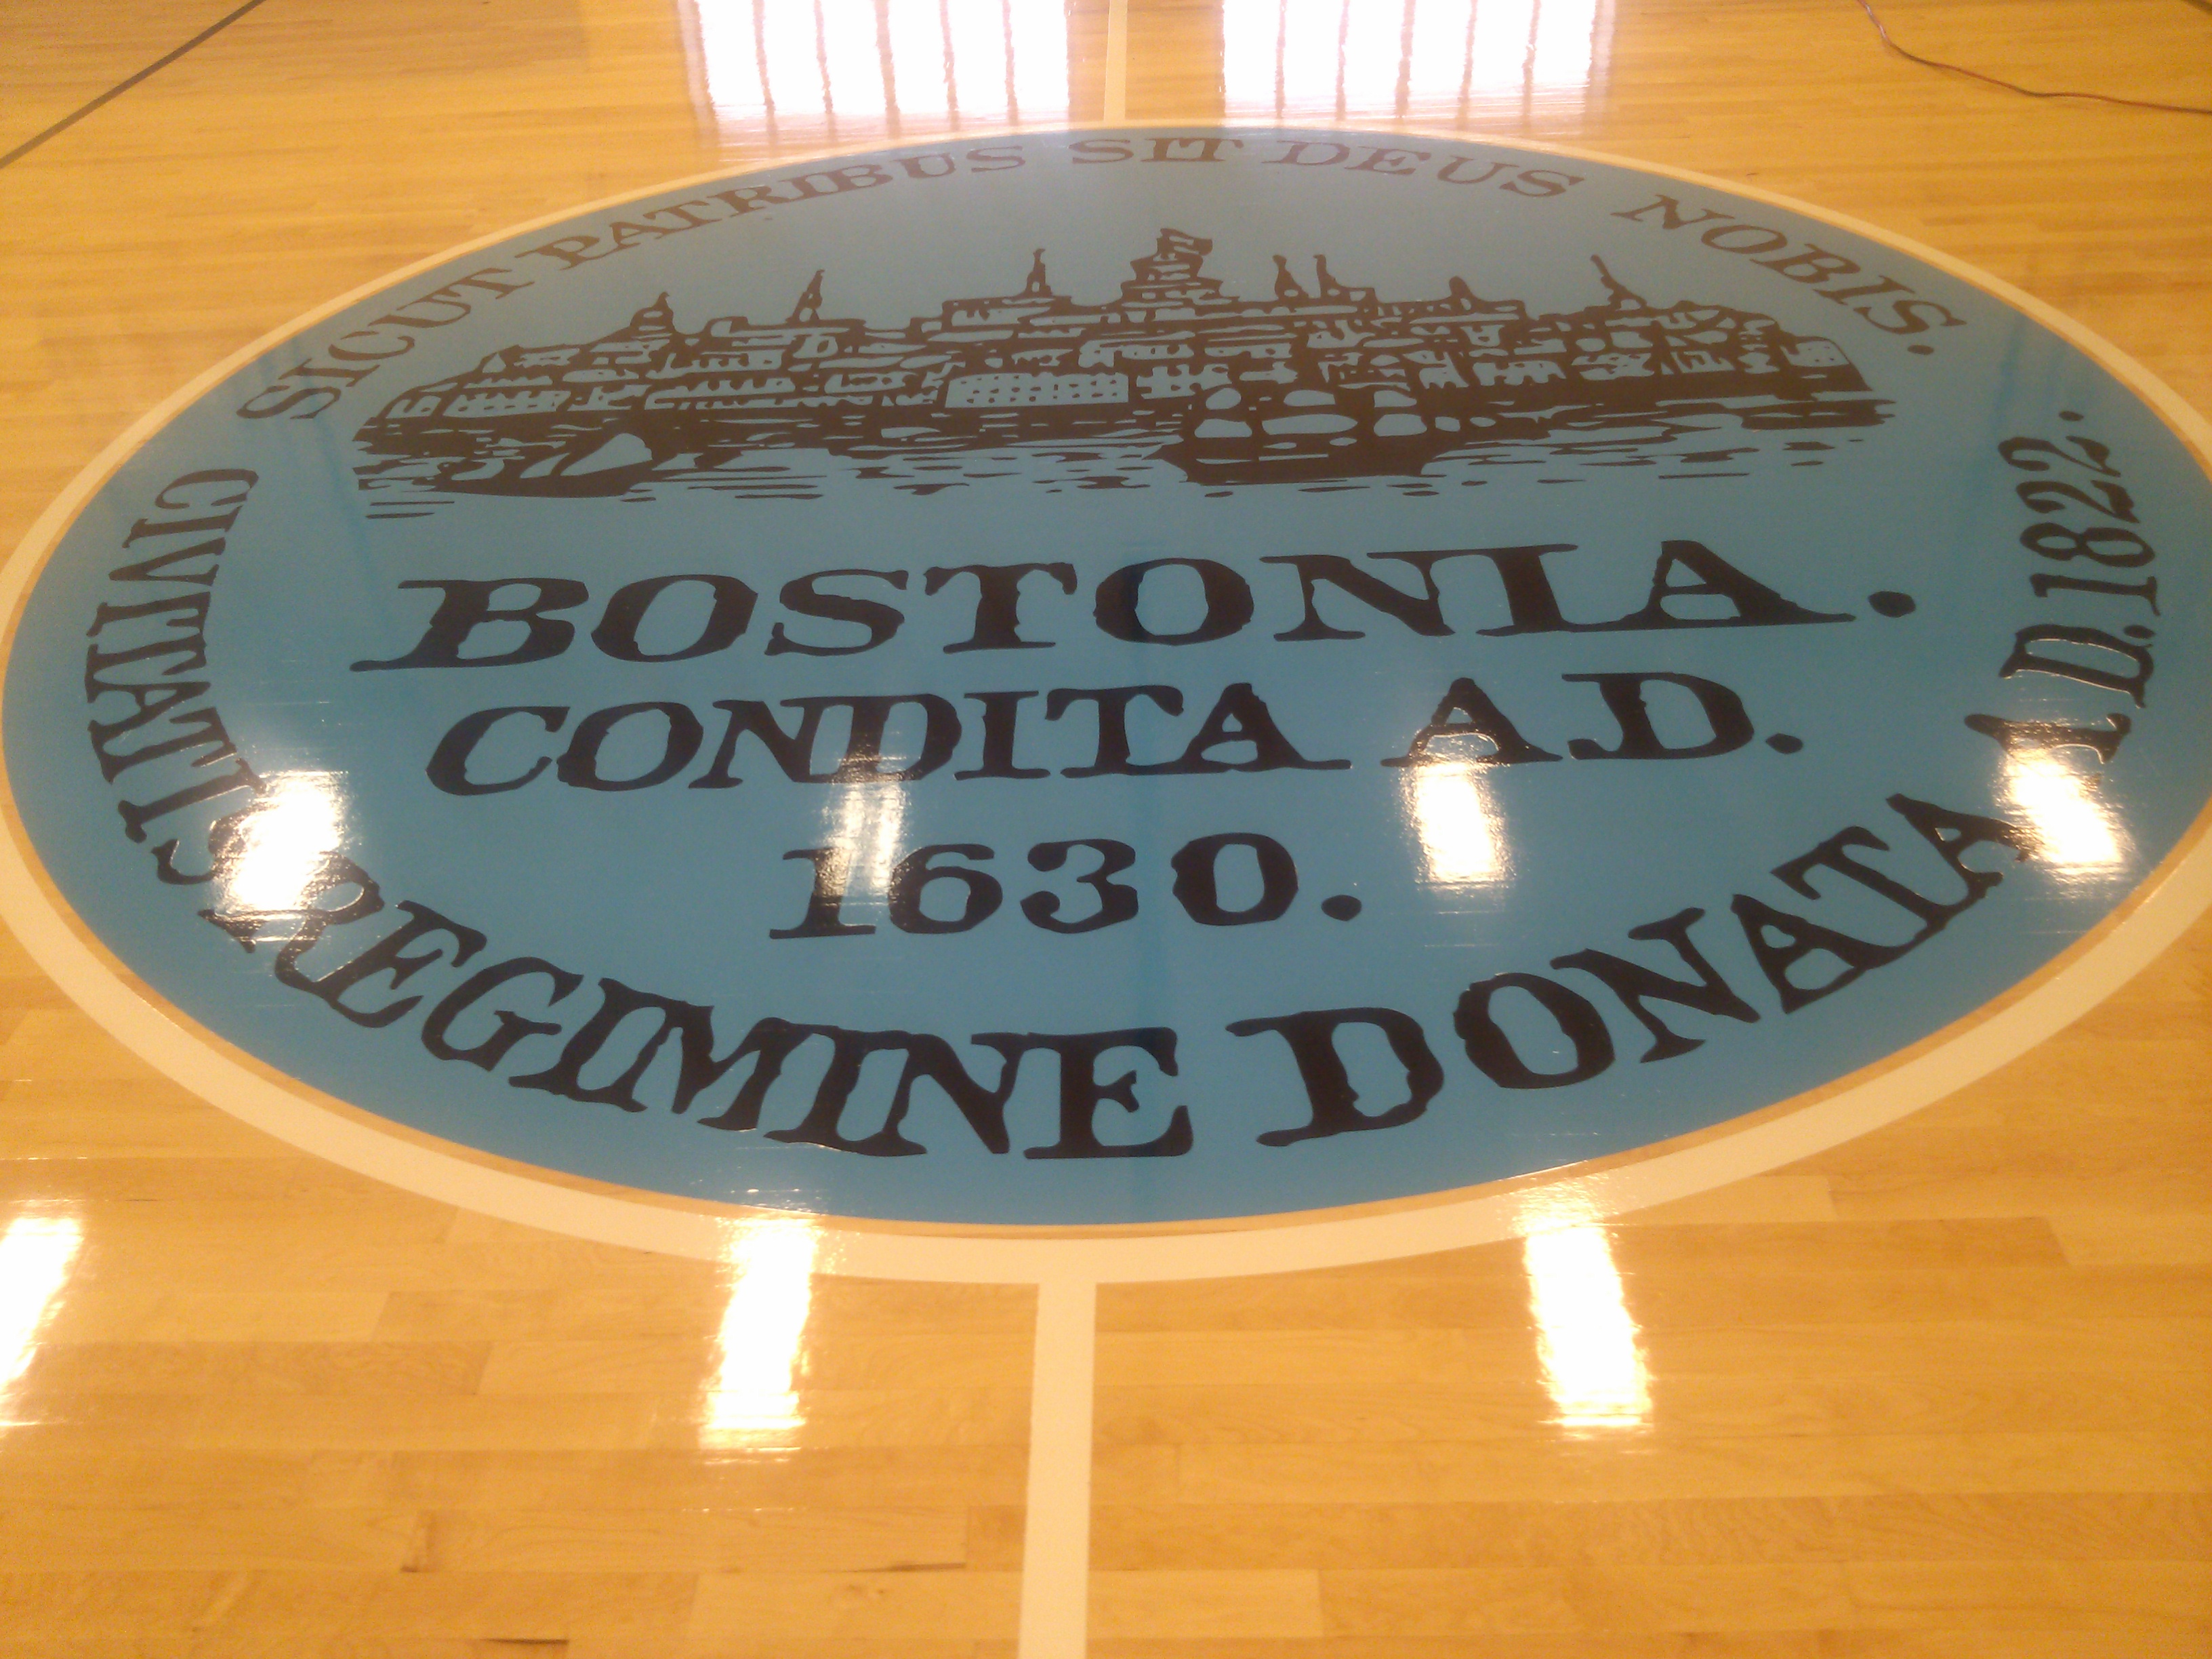 SICUT PATRIBUS SIT DEUS NOBIS.
BOSTONIA.
CONDITA A.D.
1630.
CIVITATIS REGIMINE DONATA A.D. 1822.